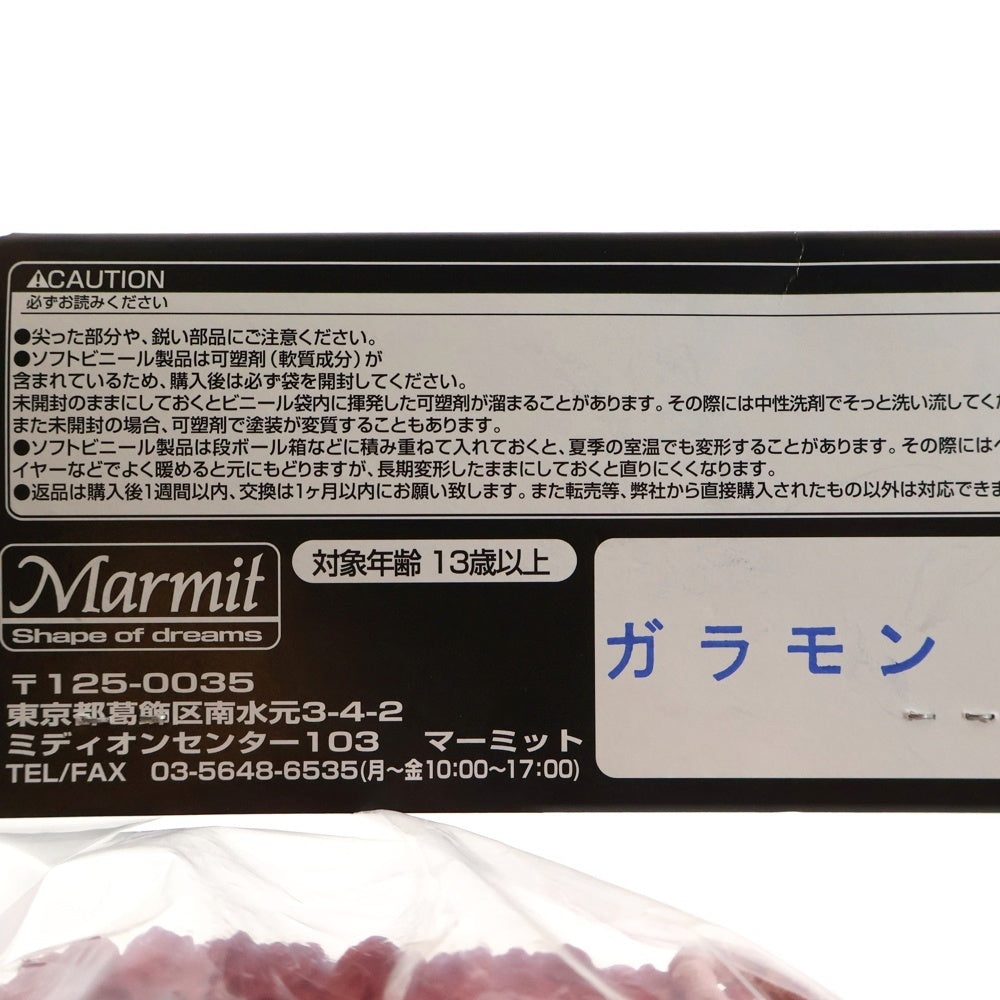 ⚠CAUTION
必ずお読みください
●尖った部分や、鋭い部品にご注意ください。
●ソフトビニール製品は可塑剤(軟質成分)が
含まれているため、購入後は必ず袋を開封してください。
未開封のままにしておくとビニール袋内に揮発した可塑剤が溜まることがあります。その際には中性洗剤でそっと洗い流してく
また未開封の場合、可塑剤で塗装が変質することもあります。
●ソフトビニール製品は段ボール箱などに積み重ねて入れておくと、夏季の室温でも変形することがあります。その際には
イヤーなどでよく暖めると元にもどりますが、長期変形したままにしておくと直りにくくなります。
●返品は購入後1週間以内、交換は1ヶ月以内にお願い致します。また転売等、弊社から直接購入されたもの以外は対応できま
Marmit
Shape of dreams
対象年齢 13歳以上
ガラモン
〒125-0035
東京都葛飾区南水元3-4-2
ミディオンセンター103 マーミット
TEL/FAX 03-5648-6535(月～金10:00～17:00)